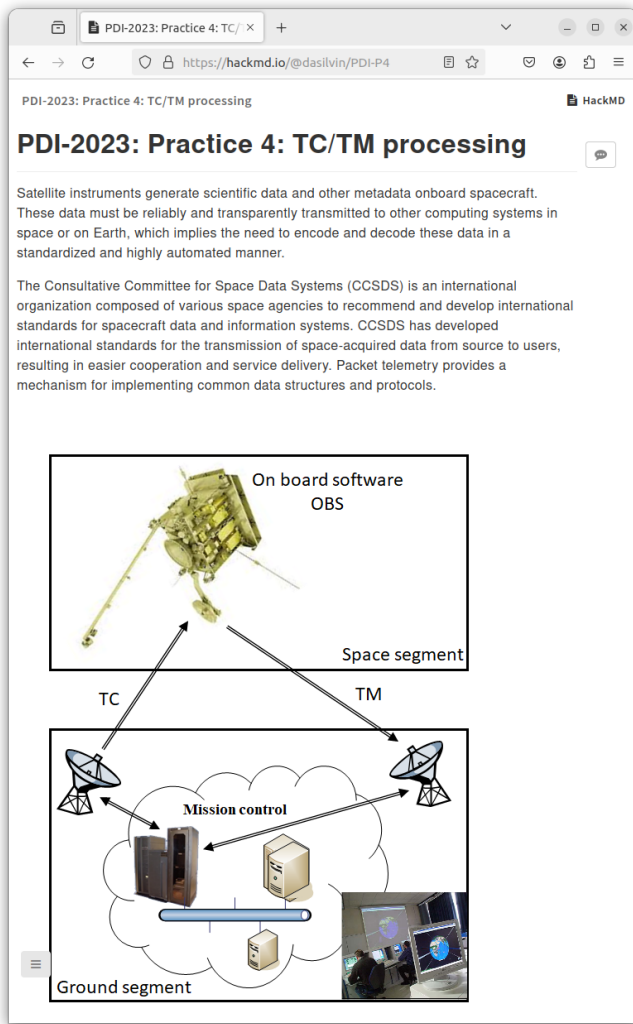 PDI-2023: Practice 4: TC/
https://hackmd.io/@dasilvin/PDI-P4
PDI-2023: Practice 4: TC/TM processing
HackMD
PDI-2023: Practice 4: TC/TM processing
Satellite instruments generate scientific data and other metadata onboard spacecraft.
These data must be reliably and transparently transmitted to other computing systems in
space or on Earth, which implies the need to encode and decode these data in a
standardized and highly automated manner.
The Consultative Committee for Space Data Systems (CCSDS) is an international
organization composed of various space agencies to recommend and develop international
standards for spacecraft data and information systems. CCSDS has developed
international standards for the transmission of space-acquired data from source to users,
resulting in easier cooperation and service delivery. Packet telemetry provides a
mechanism for implementing common data structures and protocols.
On board software
OBS
Space segment
TC
TM
Mission control
Ground segment